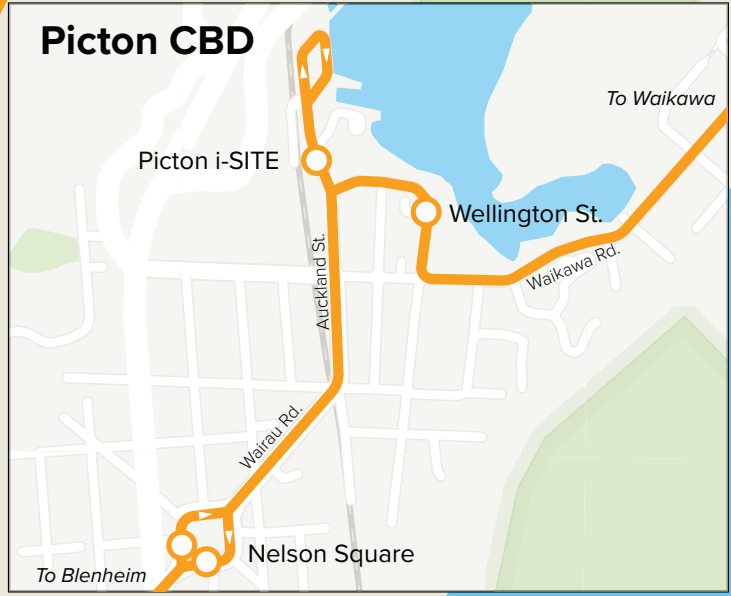 Picton CBD
To Waikawa
Picton i-SITE
Wellington St.
Auckland St.
Waikawa Rd.
Wairau Rd.
Nelson Square
To Blenheim